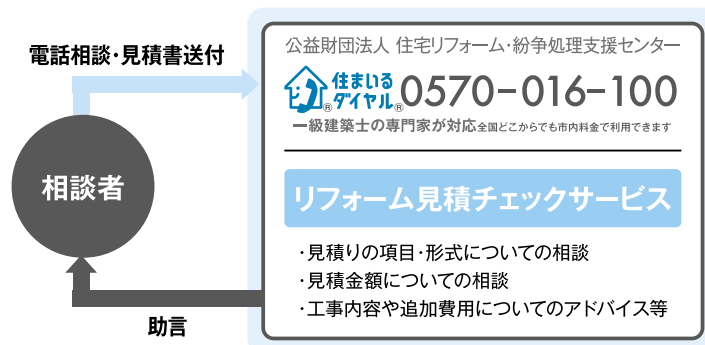 電話相談・見積書送付
公益財団法人 住宅リフォーム・紛争処理支援センター
住まいる
ダイヤル® 0570-016-100
一級建築士の専門家が対応全国どこからでも市内料金で利用できます
相談者
リフォーム見積チェックサービス
・見積りの項目・形式についての相談
・見積金額についての相談
・工事内容や追加費用についてのアドバイス等
助言